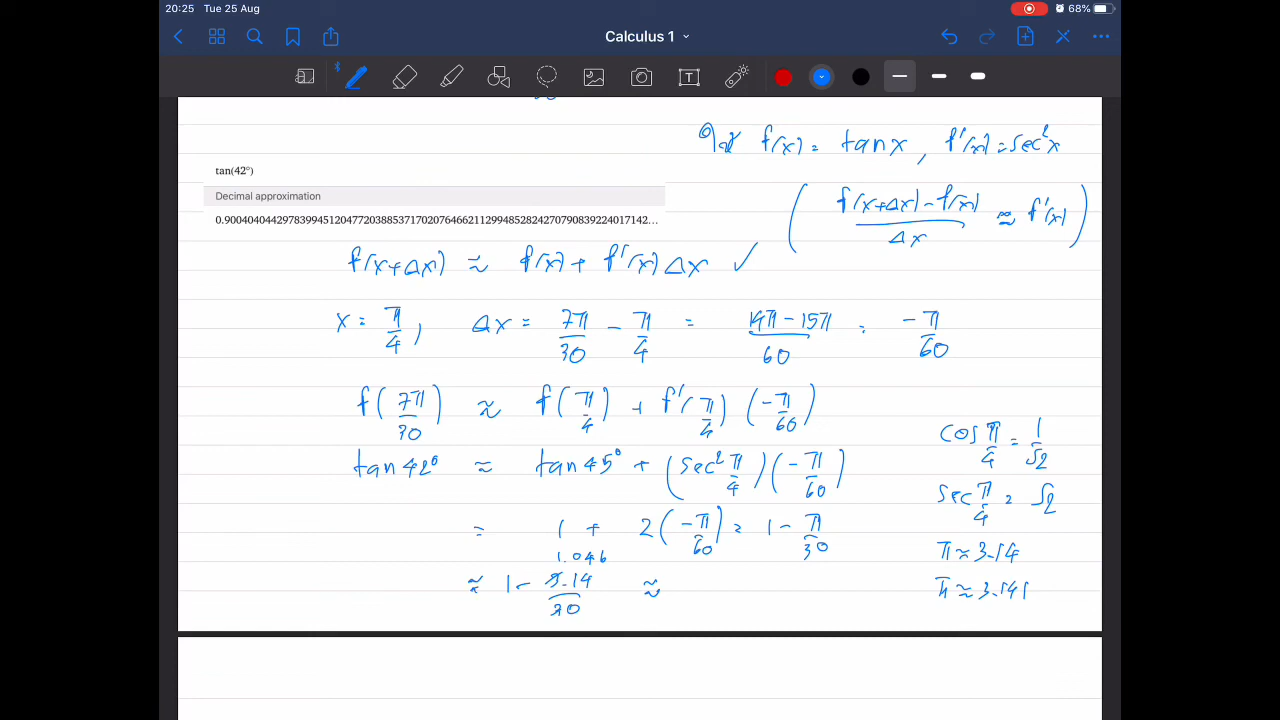 20:25 Tue 25 Aug 68%
Calculus 1
T
f(x) = tan x , f'(x) = sec²x
tan(42°)
Decimal approximation
0.9004040442978399451204772038853717020764662112994852824270790839224017142...
( f(x+Δx) - f(x) / Δx ≈ f'(x) )
f(x+Δx) ≈ f(x) + f'(x) Δx ✓
x = π/4 , Δx = 7π/30 - π/4 = 14π - 15π / 60 = -π/60
f(7π/30) ≈ f(π/4) + f'(π/4) (-π/60)
cos π/4 = 1/√2
tan 42° ≈ tan 45° + (sec² π/4)(-π/60)
sec π/4 = √2
= 1 + 2(-π/60) = 1 - π/30
π ≈ 3.14
1.046
≈ 1 - 3.14/30 ≈
π ≈ 3.141